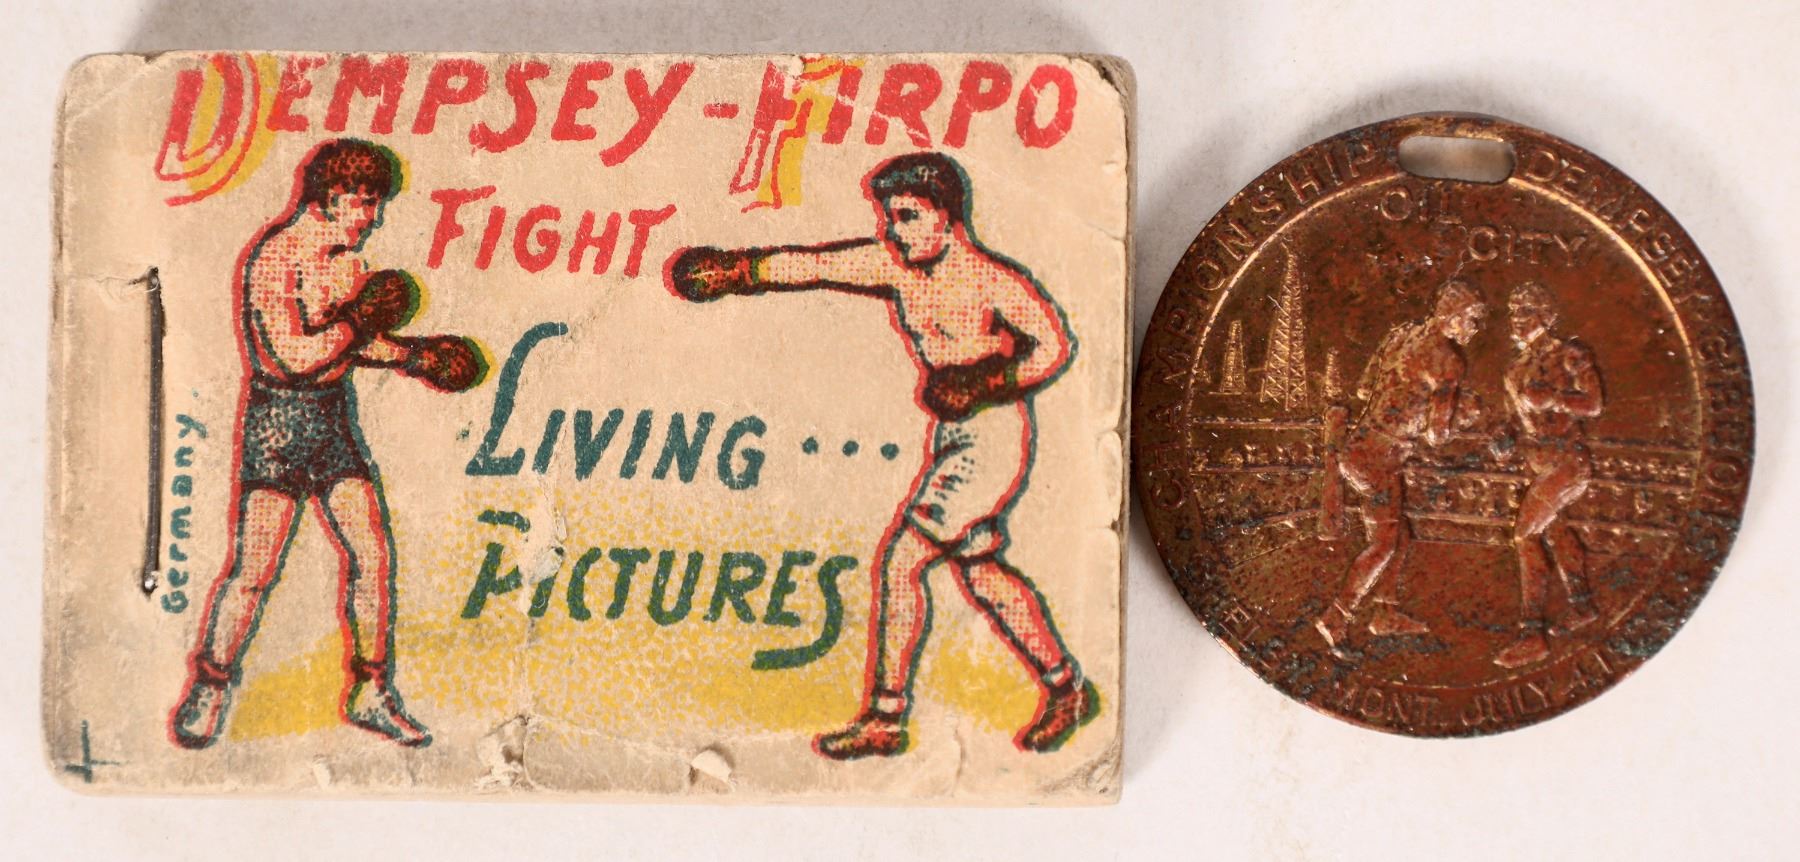 DEMPSEY-FIRPO
FIGHT
LIVING...
PICTURES
Germany.
CHAMPIONSHIP DEMPSEY
OIL
CITY
MONT. JULY 4